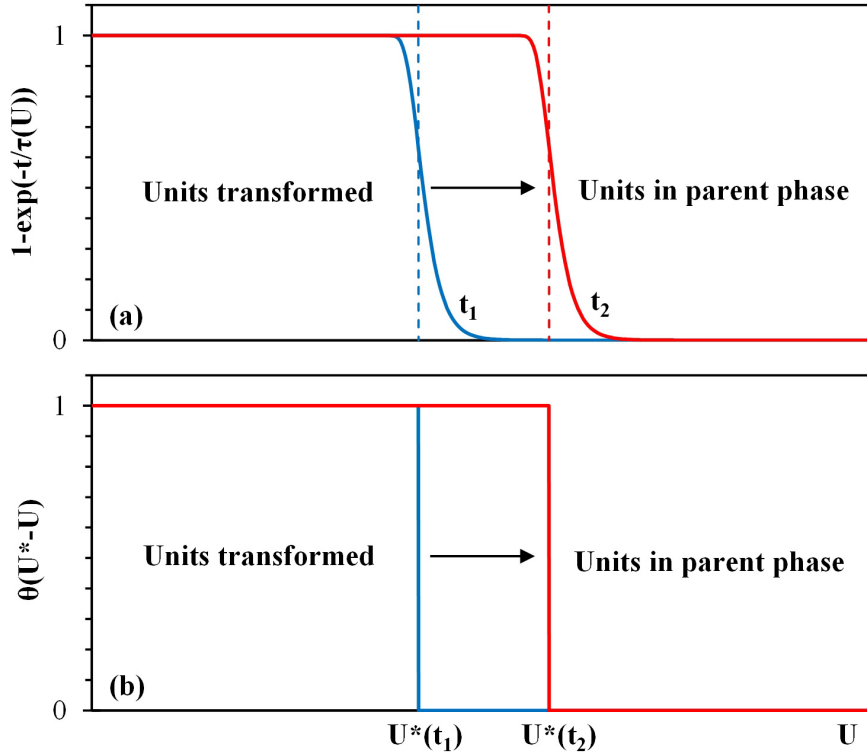 1
1-exp(-t/τ(U))
Units transformed
Units in parent phase
t₁
t₂
(a)
0
1
θ(U*-U)
Units transformed
Units in parent phase
(b)
0
U*(t₁)
U*(t₂)
U